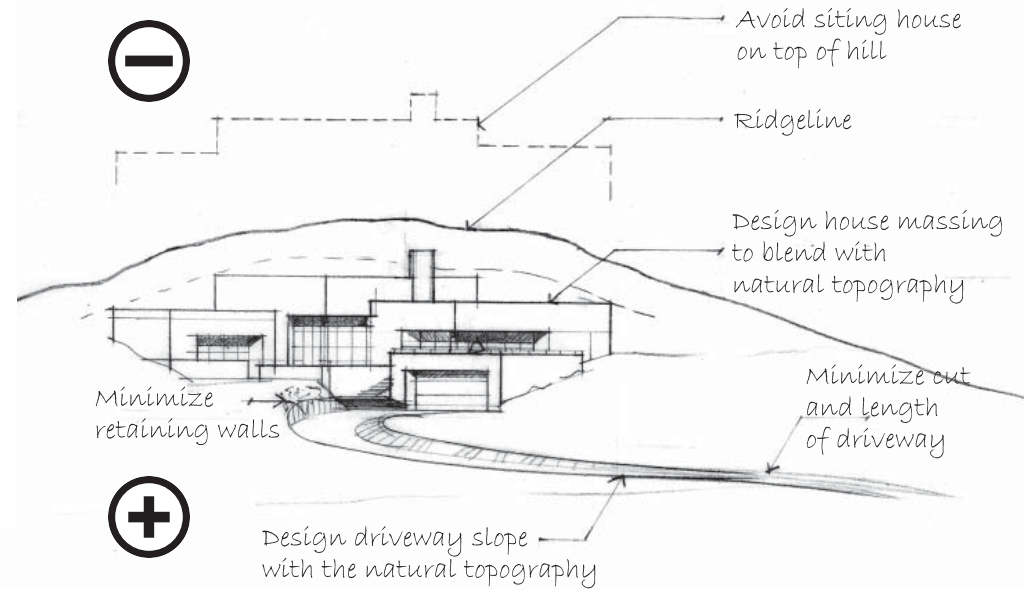 Avoid siting house
on top of hill
Ridgeline
Design house massing
to blend with
natural topography
Minimize cut
and length
of driveway
Minimize
retaining walls
Design driveway slope
with the natural topography